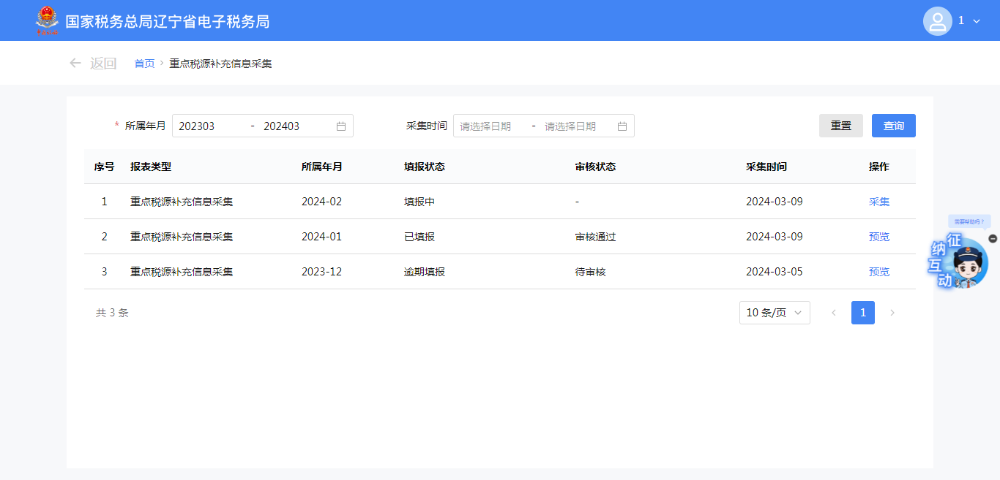 国家税务总局辽宁省电子税务局
1
返回 首页 > 重点税源补充信息采集
* 所属年月 202303 - 202403 采集时间 请选择日期 - 请选择日期 重置 查询
序号 报表类型 所属年月 填报状态 审核状态 采集时间 操作
1 重点税源补充信息采集 2024-02 填报中 - 2024-03-09 采集
2 重点税源补充信息采集 2024-01 已填报 审核通过 2024-03-09 预览
3 重点税源补充信息采集 2023-12 逾期填报 待审核 2024-03-05 预览
共 3 条 10 条/页 < 1 >
需要帮助吗？
征纳互动